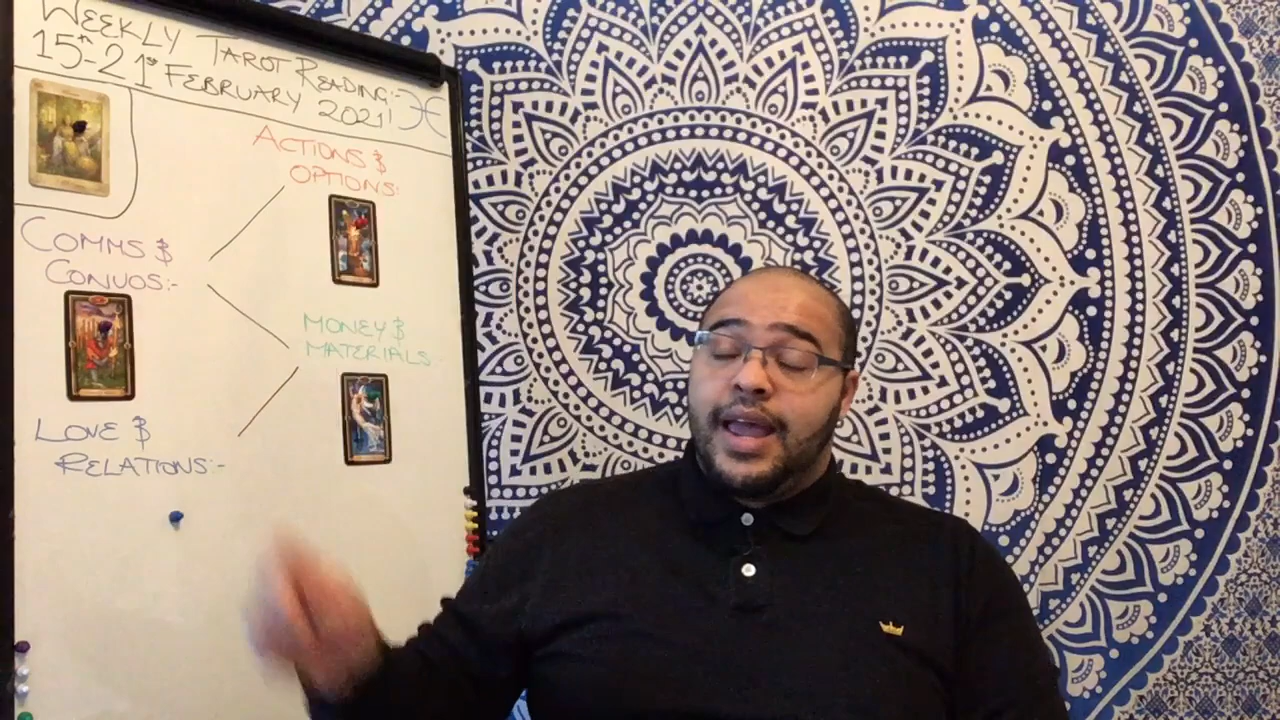 WEEKLY TAROT READING:-
15th-21st FEBRUARY 2021! ♓
ACTIONS &
OPTIONS:-
COMMS &
CONVOS:-
MONEY &
MATERIALS:
LOVE &
RELATIONS:-